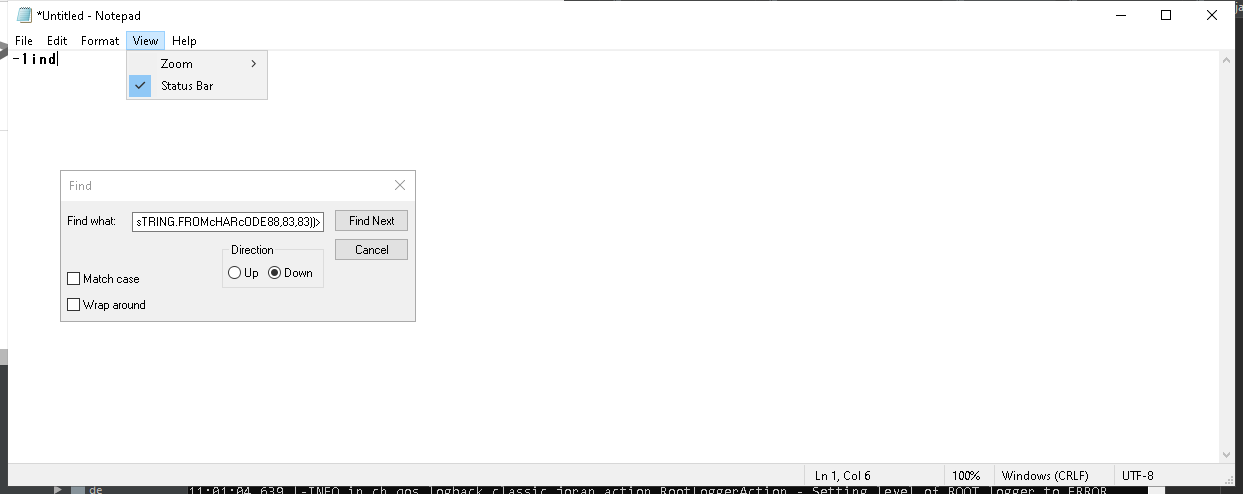 *Untitled - Notepad
File Edit Format View Help
-1ind
Zoom
Status Bar
Find
Find what: sTRING.FROMcHARcODE88,83,83))> Find Next
Direction Cancel
Up Down
Match case
Wrap around
Ln 1, Col 6 100% Windows (CRLF) UTF-8
de 11:01:04,639 |-INFO in ch.qos.logback.classic.joran.action.RootLoggerAction - Setting level of ROOT logger to ERROR